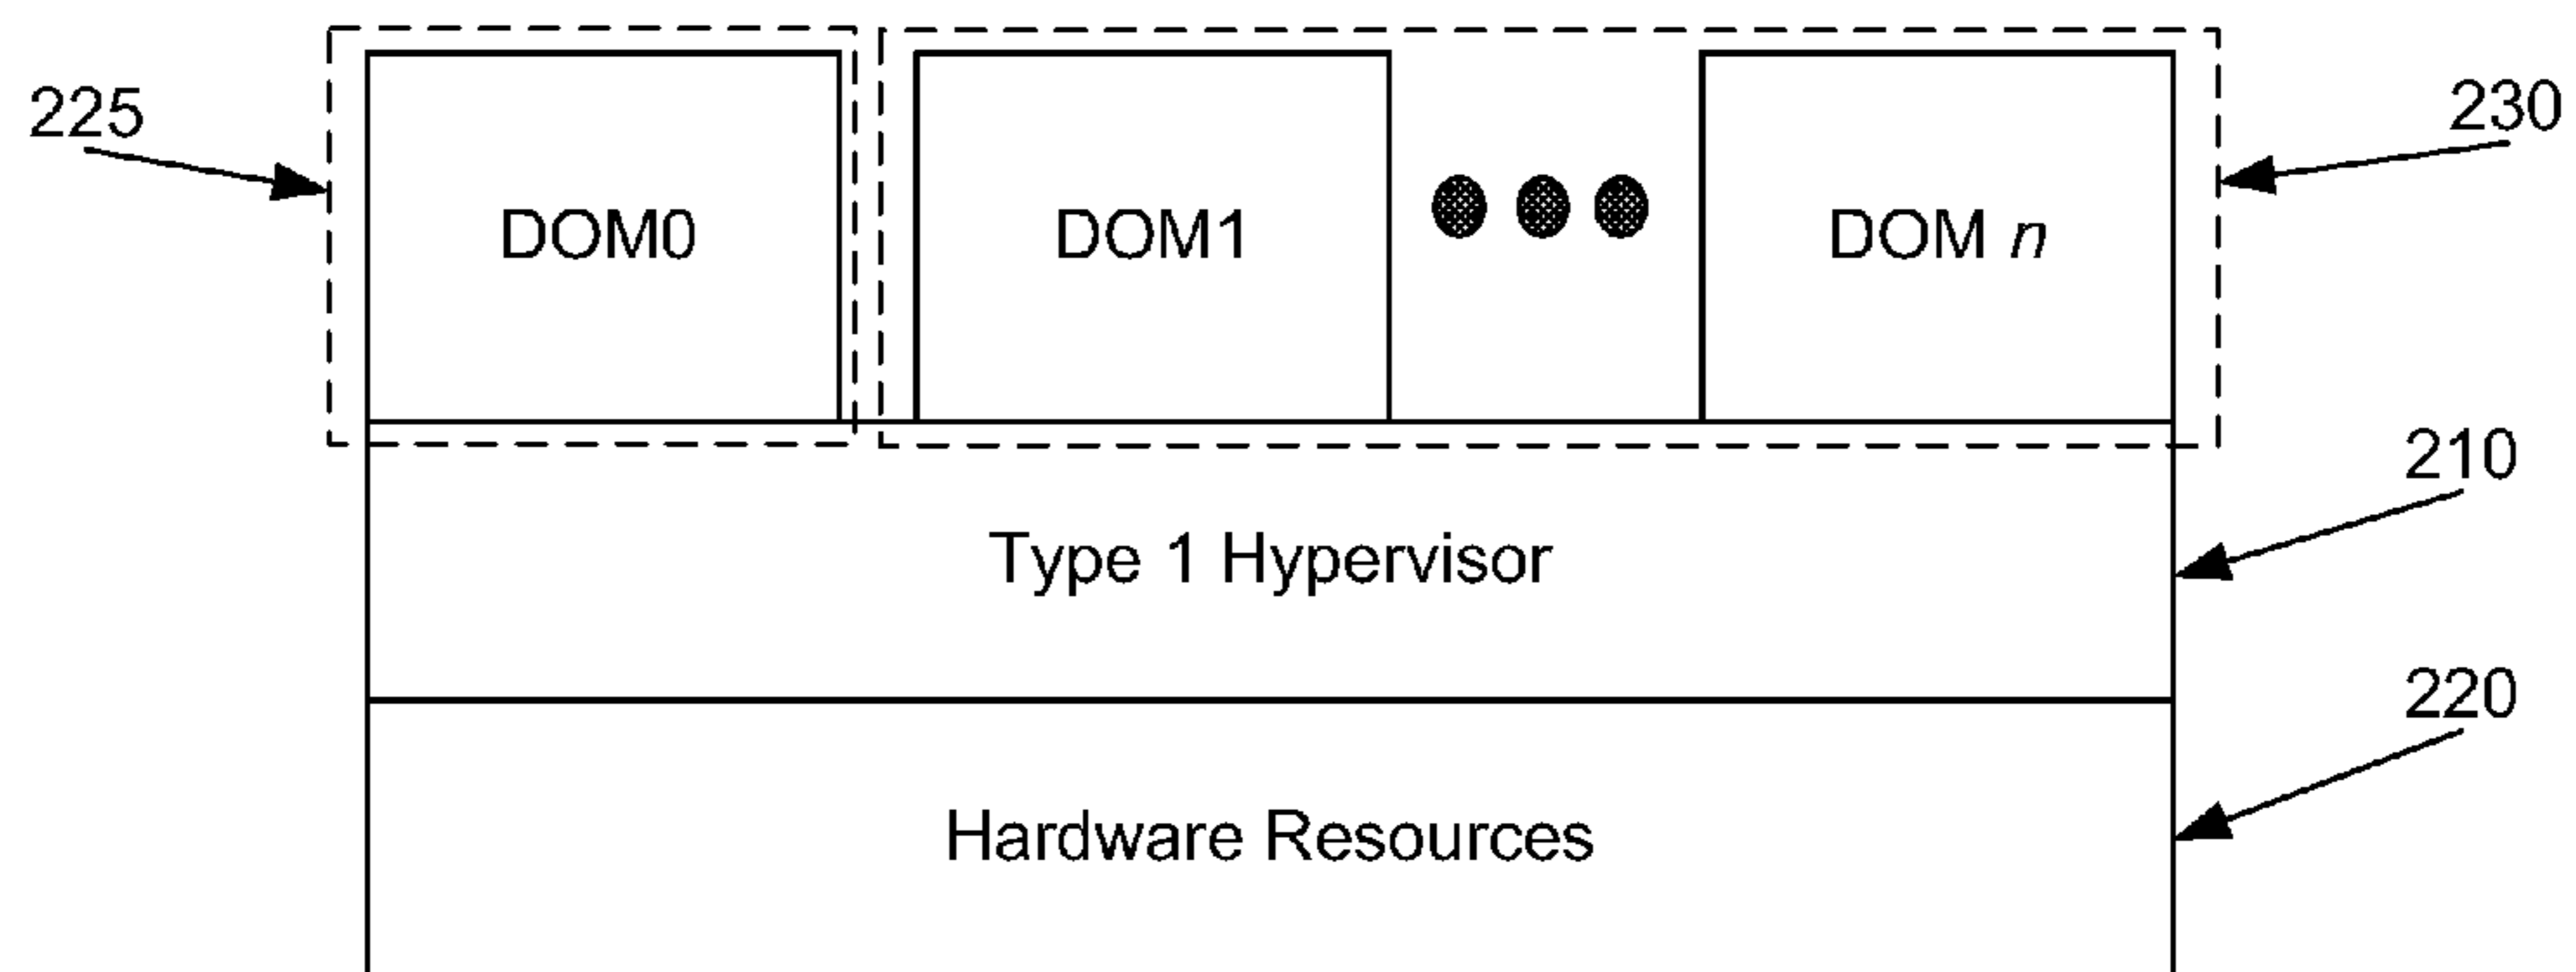 225
230
DOM0
DOM1
DOM n
210
Type 1 Hypervisor
220
Hardware Resources